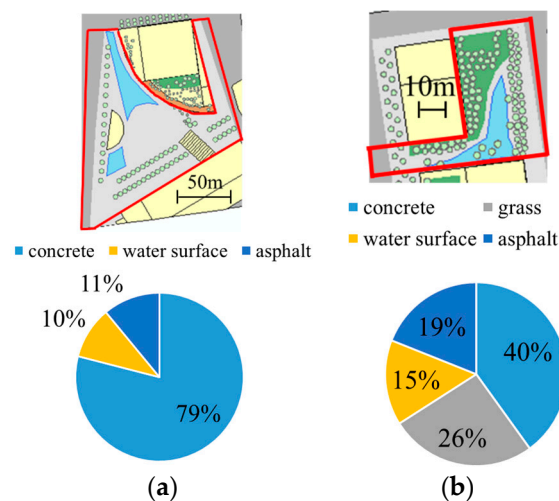 50m
10m
concrete water surface asphalt
concrete grass
water surface asphalt
11%
10%
79%
19%
40%
15%
26%
(a)
(b)